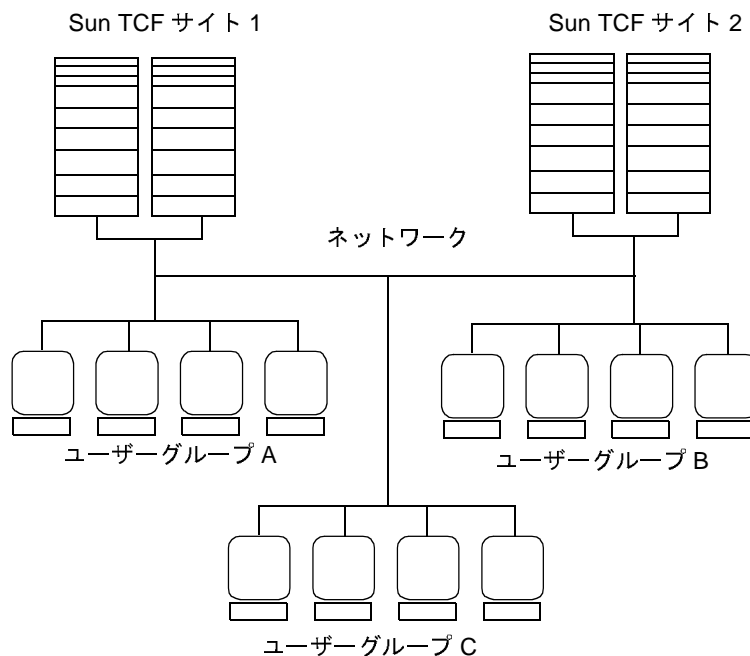 Sun TCF サイト 1
Sun TCF サイト 2
ネットワーク
ユーザーグループ A
ユーザーグループ B
ユーザーグループ C